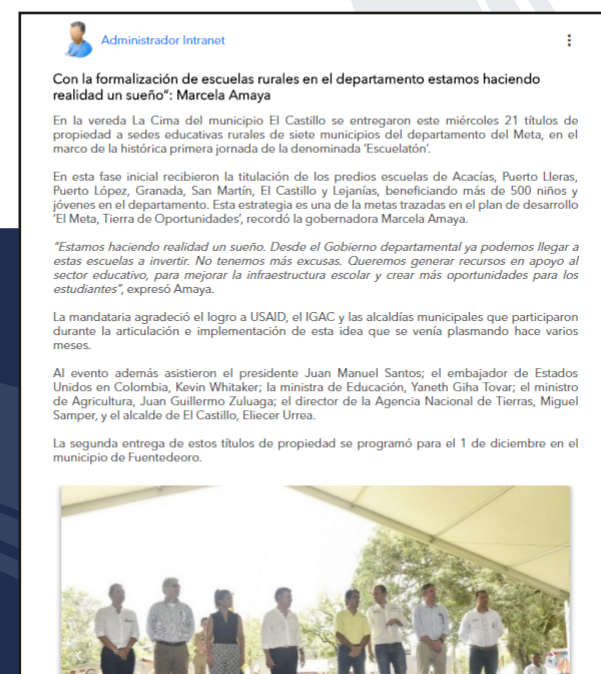 Administrador Intranet
Con la formalización de escuelas rurales en el departamento estamos haciendo
realidad un sueño“: Marcela Amaya
En la vereda La Cima del municipio El Castillo se entregaron este miércoles 21 títulos de
propiedad a sedes educativas rurales de siete municipios del departamento del Meta, en el
marco de la histórica primera jornada de la denominada ‘Escuelatón’.
En esta fase inicial recibieron la titulación de los predios escuelas de Acacías, Puerto Lleras,
Puerto López, Granada, San Martín, El Castillo y Lejanías, beneficiando más de 500 niños y
jóvenes en el departamento. Esta estrategia es una de la metas trazadas en el plan de desarrollo
‘El Meta, Tierra de Oportunidades’, recordó la gobernadora Marcela Amaya.
“Estamos haciendo realidad un sueño. Desde el Gobierno departamental ya podemos llegar a
estas escuelas a invertir. No tenemos más excusas. Queremos generar recursos en apoyo al
sector educativo, para mejorar la infraestructura escolar y crear más oportunidades para los
estudiantes”, expresó Amaya.
La mandataria agradeció el logro a USAID, el IGAC y las alcaldías municipales que participaron
durante la articulación e implementación de esta idea que se venía plasmando hace varios
meses.
Al evento además asistieron el presidente Juan Manuel Santos; el embajador de Estados
Unidos en Colombia, Kevin Whitaker; la ministra de Educación, Yaneth Giha Tovar; el ministro
de Agricultura, Juan Guillermo Zuluaga; el director de la Agencia Nacional de Tierras, Miguel
Samper, y el alcalde de El Castillo, Eliecer Urrea.
La segunda entrega de estos títulos de propiedad se programó para el 1 de diciembre en el
municipio de Fuentedeoro.